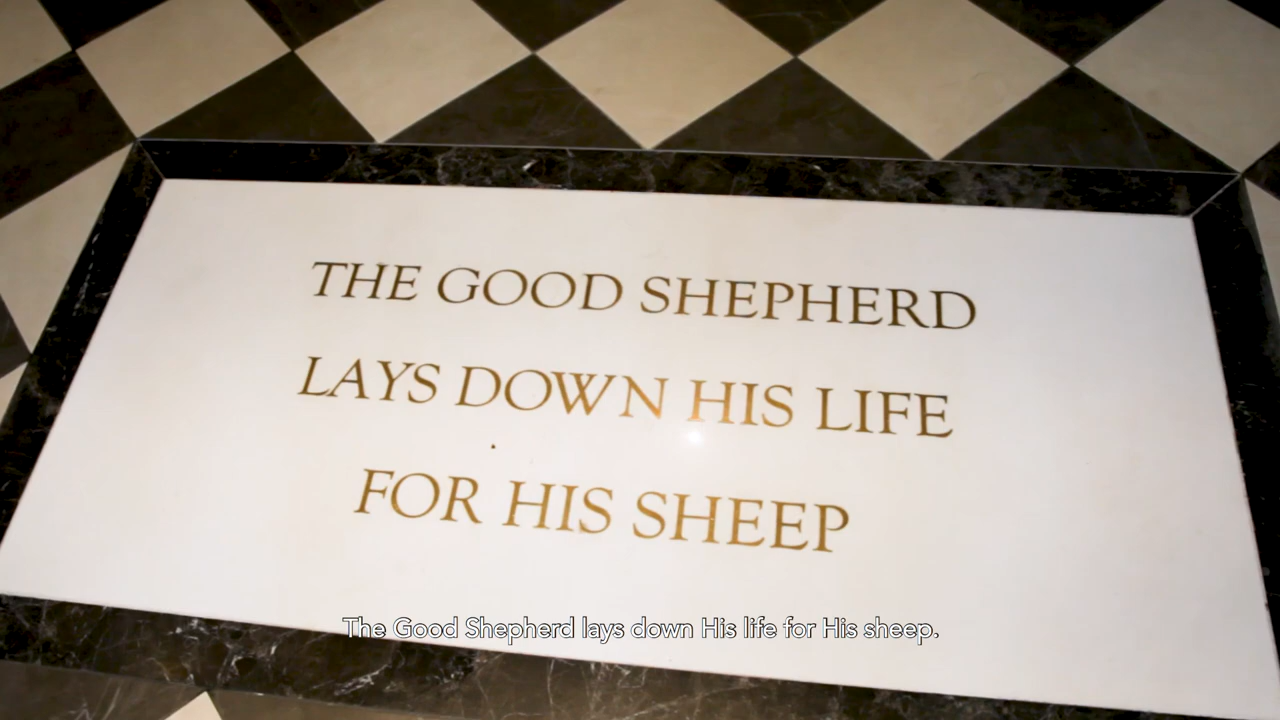 THE GOOD SHEPHERD
LAYS DOWN HIS LIFE
FOR HIS SHEEP
The Good Shepherd lays down His life for His sheep.